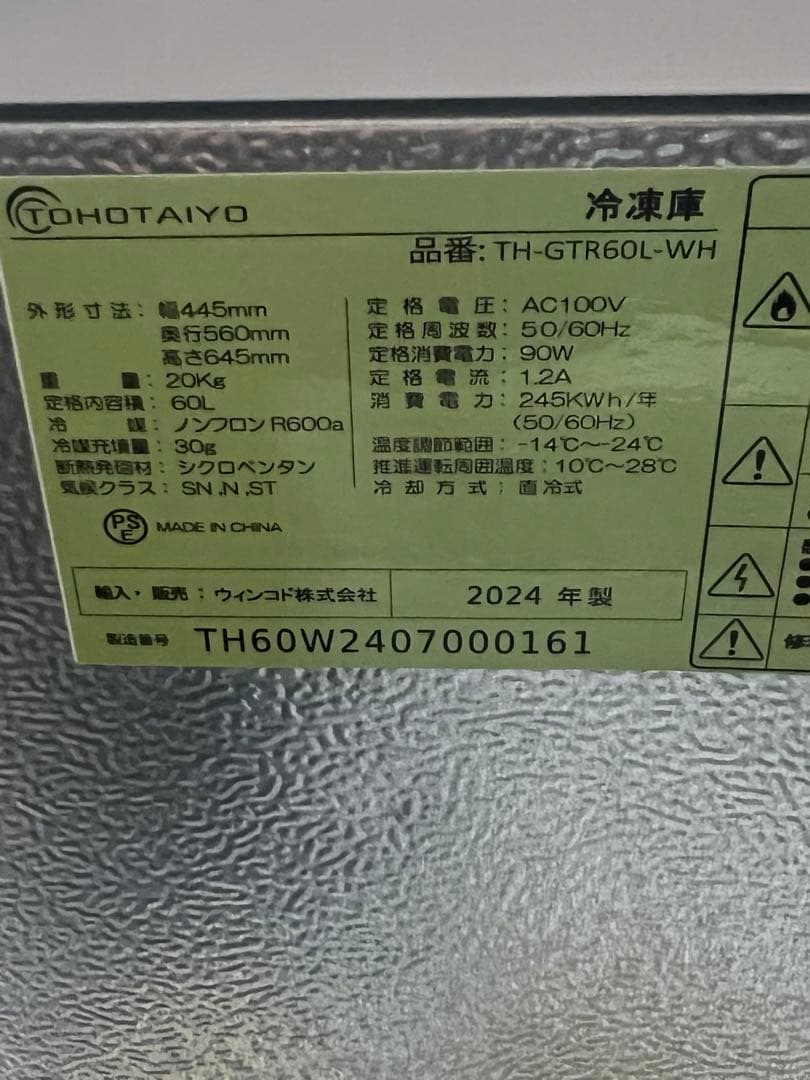 TOHOTAIYO
冷凍庫
品番: TH-GTR60L-WH
外形寸法: 幅445mm
奥行560mm
高さ645mm
重量: 20Kg
定格内容積: 60L
冷媒: ノンフロン R600a
冷媒充填量: 30g
断熱発泡材: シクロペンタン
気候クラス: SN ,N ,ST
定格電圧: AC100V
定格周波数: 50/60Hz
定格消費電力: 90W
定格電流: 1.2A
消費電力: 245KWh/年
(50/60Hz)
温度調節範囲: -14℃～-24℃
推進運転周囲温度: 10℃～28℃
冷却方式: 直冷式
PSE
MADE IN CHINA
輸入・販売: ウィンコド株式会社
2024 年製
製造番号 TH60W2407000161